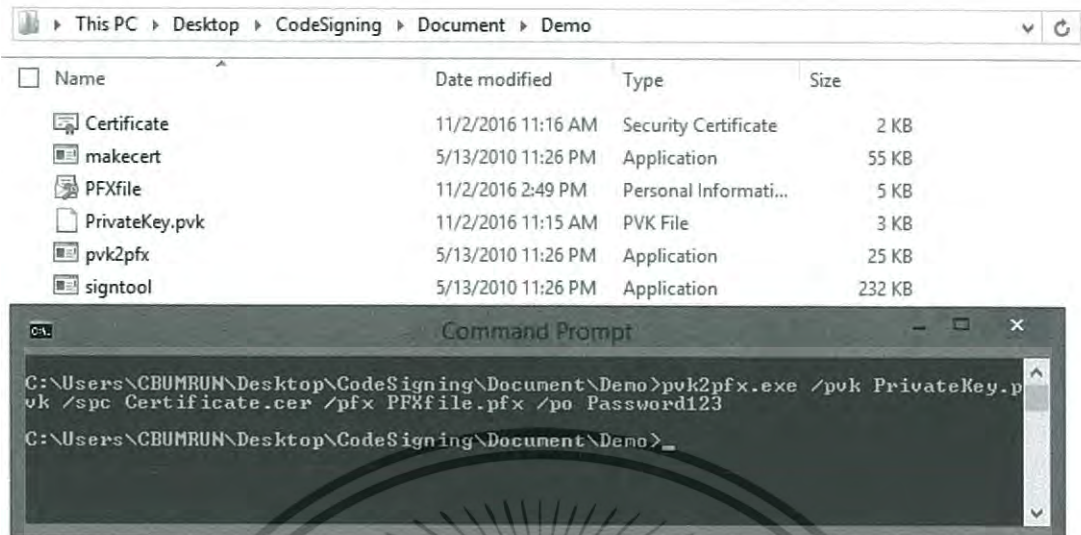 This PC ▸ Desktop ▸ CodeSigning ▸ Document ▸ Demo
Name Date modified Type Size
Certificate 11/2/2016 11:16 AM Security Certificate 2 KB
makecert 5/13/2010 11:26 PM Application 55 KB
PFXfile 11/2/2016 2:49 PM Personal Informati... 5 KB
PrivateKey.pvk 11/2/2016 11:15 AM PVK File 3 KB
pvk2pfx 5/13/2010 11:26 PM Application 25 KB
signtool 5/13/2010 11:26 PM Application 232 KB
C:\. Command Prompt
C:\Users\CBUMRUN\Desktop\CodeSigning\Document\Demo>pvk2pfx.exe /pvk PrivateKey.p
vk /spc Certificate.cer /pfx PFXfile.pfx /po Password123
C:\Users\CBUMRUN\Desktop\CodeSigning\Document\Demo>_